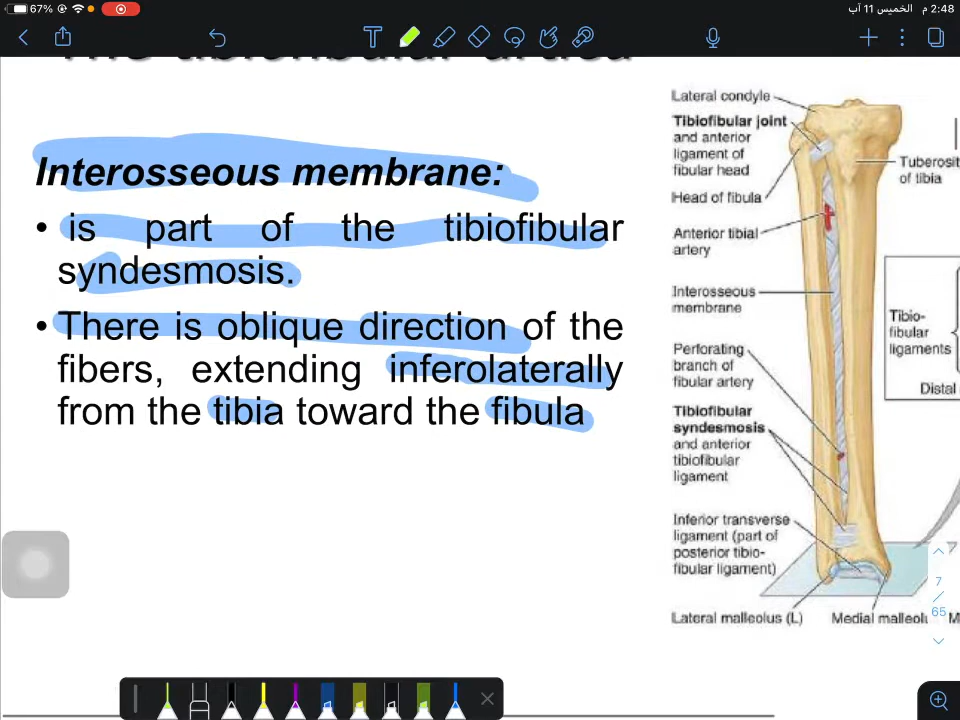 67%
2:48 م الخميس 11 آب
Interosseous membrane:
• is part of the tibiofibular
syndesmosis.
• There is oblique direction of the
fibers, extending inferolaterally
from the tibia toward the fibula
Lateral condyle
Tibiofibular joint
and anterior
ligament of
fibular head
Head of fibula
Anterior tibial
artery
Interosseous
membrane
Perforating
branch of
fibular artery
Tibiofibular
syndesmosis
and anterior
tibiofibular
ligament
Inferior transverse
ligament (part of
posterior tibio-
fibular ligament)
Lateral malleolus (L)
Medial malleol
Tuberosit
of tibia
Tibio-
fibular
ligaments
Distal
7
65